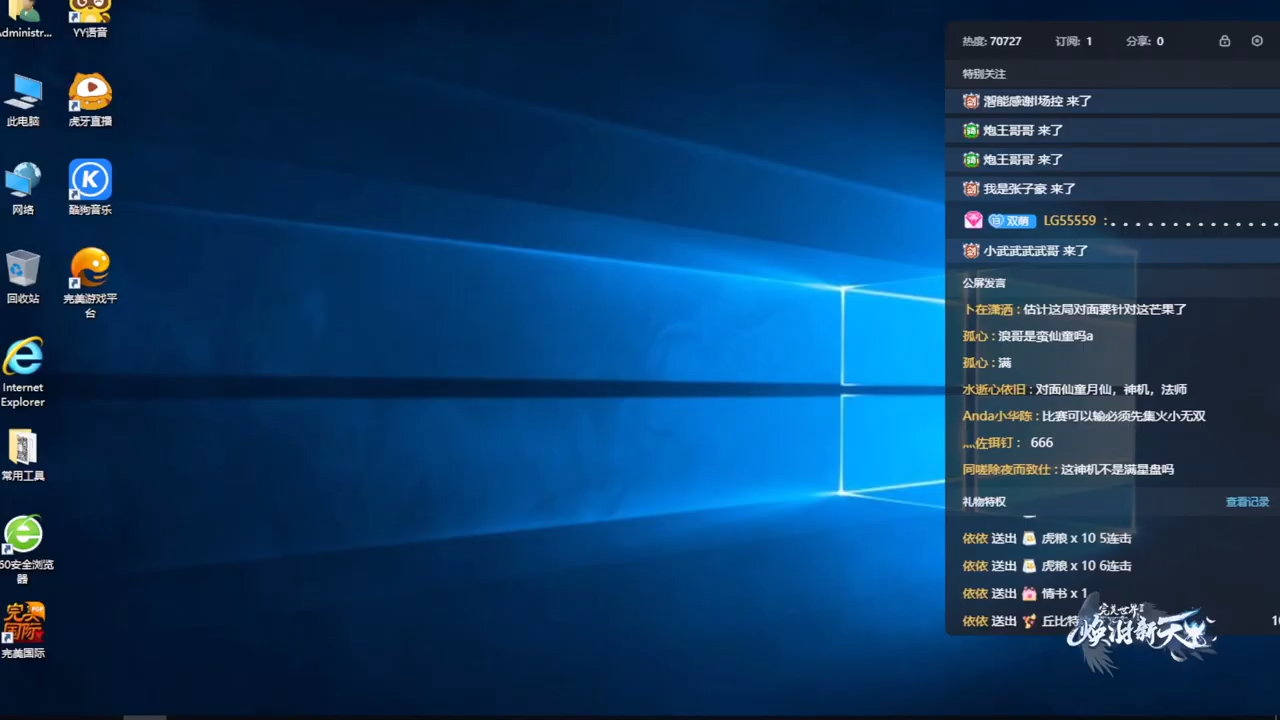 Administr...
YY语音
此电脑
虎牙直播
网络
酷狗音乐
回收站
完美游戏平
台
Internet
Explorer
常用工具
60安全浏览
器
完美国际
热度: 70727 订阅: 1 分享: 0
特别关注
潜能感谢l场控 来了
炮王哥哥 来了
炮王哥哥 来了
我是张子豪 来了
双萌 LG55559 :. . . . . . . . . . . . . .
小武武武武哥 来了
公屏发言
卜在潇洒 : 估计这局对面要针对这芒果了
孤心 : 浪哥是蛮仙童吗a
孤心 : 满
水逝心依旧 : 对面仙童月仙，神机，法师
Anda小华陈 : 比赛可以输必须先集火小无双
灬佐铒钉 : 666
同嗟除夜而致仕 : 这神机不是满星盘吗
礼物特权 查看记录
依依 送出 虎粮 x 10 5连击
依依 送出 虎粮 x 10 6连击
依依 送出 情书 x 1
依依 送出 丘比特
完美世界
焕羽新天